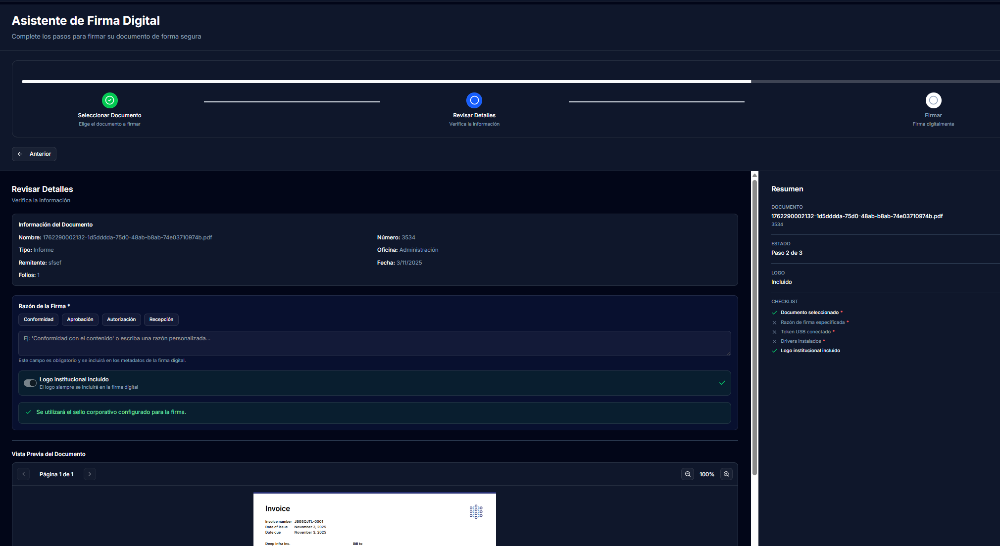 Asistente de Firma Digital
Complete los pasos para firmar su documento de forma segura
Seleccionar Documento
Elige el documento a firmar
Revisar Detalles
Verifica la información
Firmar
Firma digitalmente
Anterior
Revisar Detalles
Verifica la información
Información del Documento
Nombre: 1762290002132-1d5dddda-75d0-48ab-b8ab-74e03710974b.pdf
Número: 3534
Tipo: Informe
Oficina: Administración
Remitente: sfsef
Fecha: 3/11/2025
Folios: 1
Razón de la Firma *
Conformidad
Aprobación
Autorización
Recepción
Ej: 'Conformidad con el contenido' o escriba una razón personalizada...
Este campo es obligatorio y se incluirá en los metadatos de la firma digital.
Logo institucional incluido
El logo siempre se incluirá en la firma digital
Se utilizará el sello corporativo configurado para la firma.
Vista Previa del Documento
Página 1 de 1
100%
Invoice
Invoice number JBG5QJTL-0001
Date of issue November 3, 2025
Date due November 3, 2025
Deep Infra Inc.
Bill to
Resumen
DOCUMENTO
1762290002132-1d5dddda-75d0-48ab-b8ab-74e03710974b.pdf
3534
ESTADO
Paso 2 de 3
LOGO
Incluido
CHECKLIST
Documento seleccionado *
Razón de firma especificada *
Token USB conectado *
Drivers instalados *
Logo institucional incluido